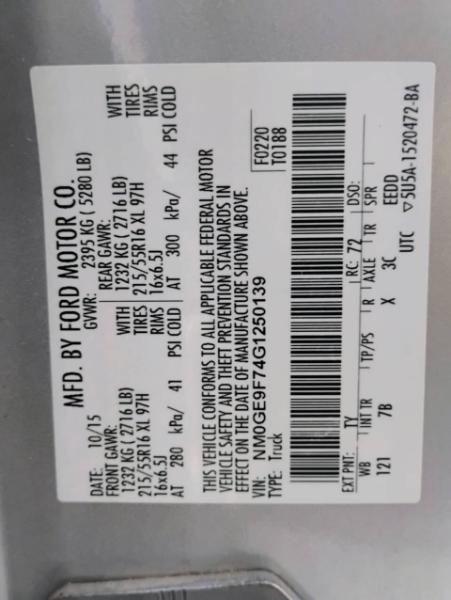 MFD. BY FORD MOTOR CO.
DATE: 10/15 GVWR: 2395 KG ( 5280 LB)
FRONT GAWR: REAR GAWR:
1232 KG ( 2716 LB) WITH 1232 KG ( 2716 LB) WITH
215/55R16 XL 97H TIRES 215/55R16 XL 97H TIRES
16x6.5J RIMS 16x6.5J RIMS
AT 280 kPa/ 41 PSI COLD AT 300 kPa/ 44 PSI COLD
THIS VEHICLE CONFORMS TO ALL APPLICABLE FEDERAL MOTOR
VEHICLE SAFETY AND THEFT PREVENTION STANDARDS IN
EFFECT ON THE DATE OF MANUFACTURE SHOWN ABOVE.
VIN: NM0GE9F74G1250139 F0220
TYPE: Truck T0188
EXT PNT: TY RC: 72 DSO:
WB INT TR TP/PS R AXLE TR SPR
121 7B X 3C EEDD
UTC ▽5U5A-1520472-BA